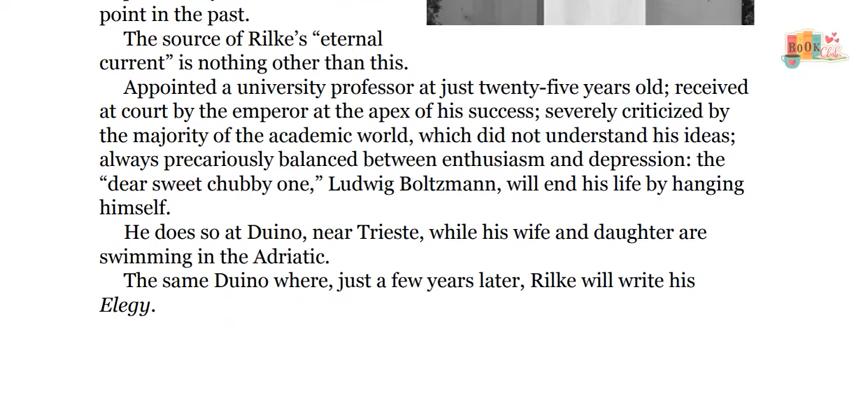 point in the past.
The source of Rilke’s “eternal
current” is nothing other than this.
Appointed a university professor at just twenty-five years old; received
at court by the emperor at the apex of his success; severely criticized by
the majority of the academic world, which did not understand his ideas;
always precariously balanced between enthusiasm and depression: the
“dear sweet chubby one,” Ludwig Boltzmann, will end his life by hanging
himself.
He does so at Duino, near Trieste, while his wife and daughter are
swimming in the Adriatic.
The same Duino where, just a few years later, Rilke will write his
Elegy.
BOOK
Club